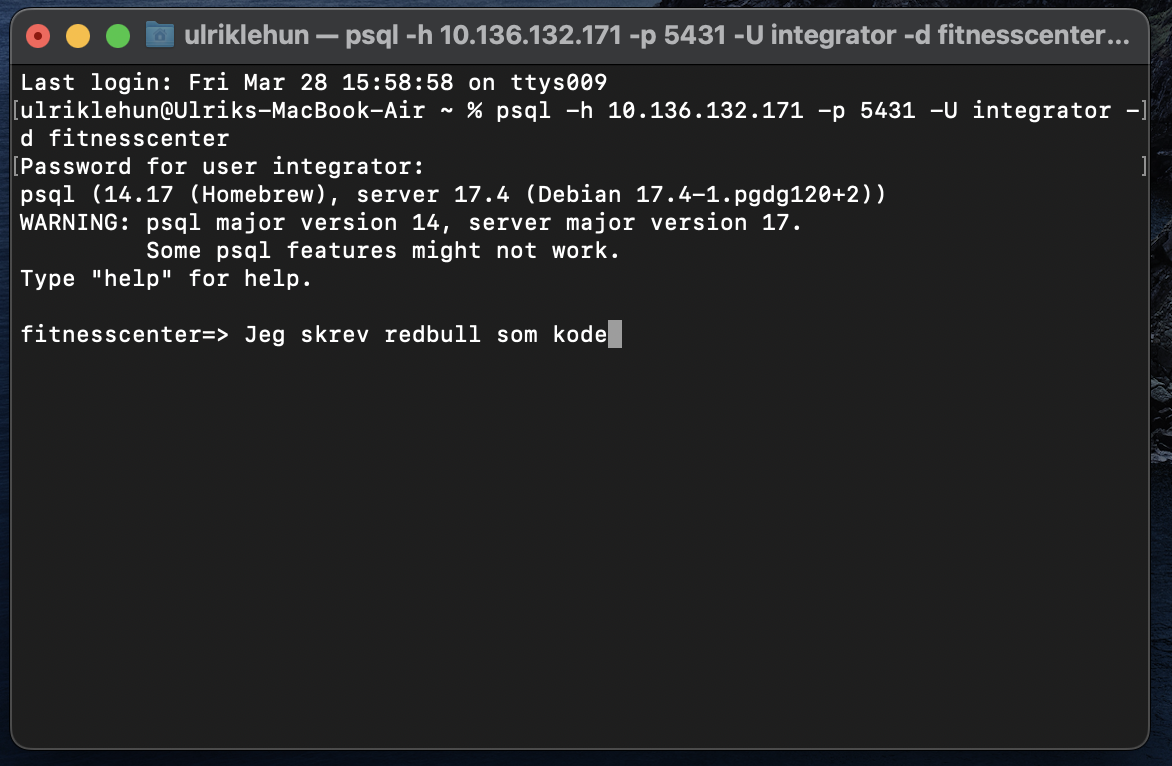 ulriklehun — psql -h 10.136.132.171 -p 5431 -U integrator -d fitnesscenter...
Last login: Fri Mar 28 15:58:58 on ttys009
[ulriklehun@Ulriks-MacBook-Air ~ % psql -h 10.136.132.171 -p 5431 -U integrator -]
d fitnesscenter
[Password for user integrator: ]
psql (14.17 (Homebrew), server 17.4 (Debian 17.4-1.pgdg120+2))
WARNING: psql major version 14, server major version 17.
Some psql features might not work.
Type "help" for help.
fitnesscenter=> Jeg skrev redbull som kode